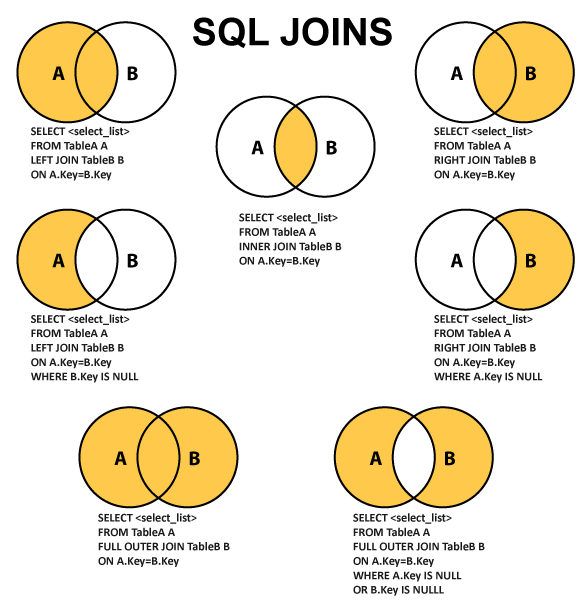 SQL JOINS
A B
SELECT <select_list>
FROM TableA A
LEFT JOIN TableB B
ON A.Key=B.Key
A B
SELECT <select_list>
FROM TableA A
INNER JOIN TableB B
ON A.Key=B.Key
A B
SELECT <select_list>
FROM TableA A
RIGHT JOIN TableB B
ON A.Key=B.Key
A B
SELECT <select_list>
FROM TableA A
LEFT JOIN TableB B
ON A.Key=B.Key
WHERE B.Key IS NULL
A B
SELECT <select_list>
FROM TableA A
RIGHT JOIN TableB B
ON A.Key=B.Key
WHERE A.Key IS NULL
A B
SELECT <select_list>
FROM TableA A
FULL OUTER JOIN TableB B
ON A.Key=B.Key
A B
SELECT <select_list>
FROM TableA A
FULL OUTER JOIN TableB B
ON A.Key=B.Key
WHERE A.Key IS NULL
OR B.Key IS NULLL